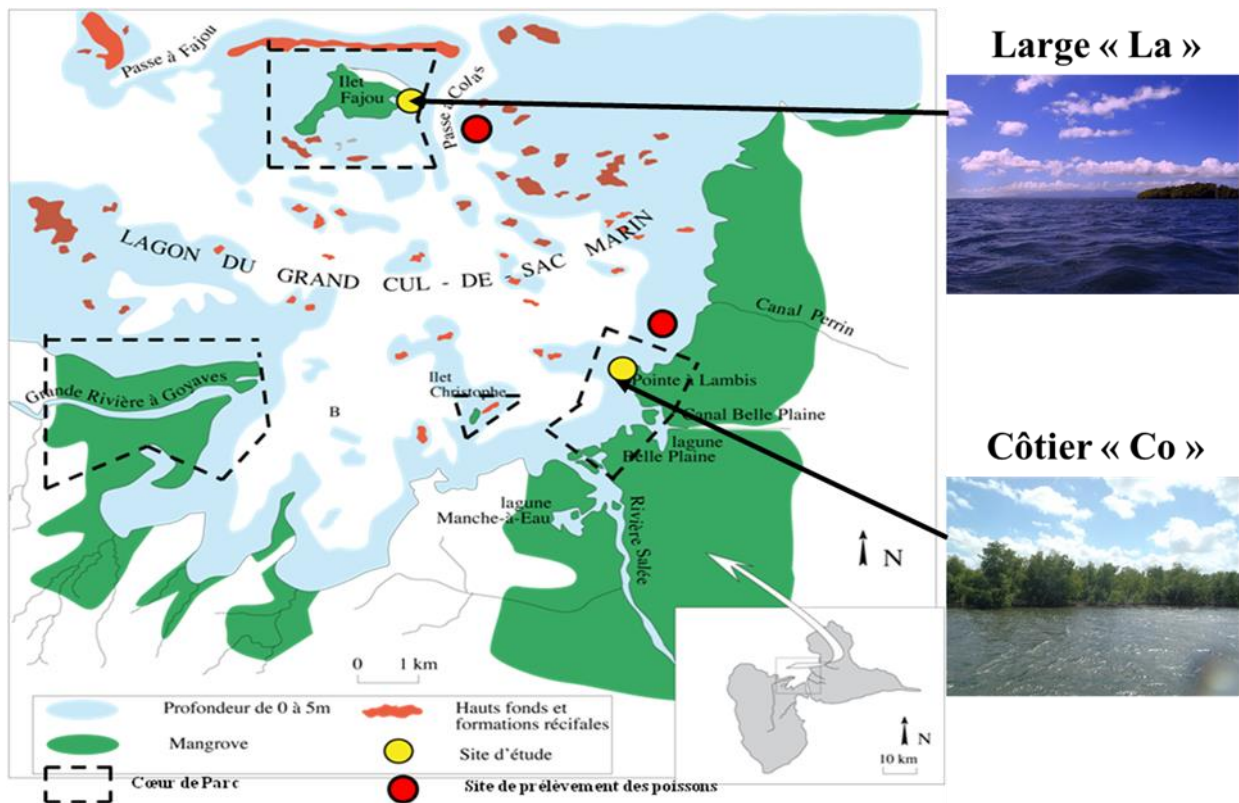 Large « La »
Passe à Fajou
Ilet
Fajou
Passe à Colas
LAGON DU GRAND CUL - DE - SAC MARIN
Canal Perrin
Pointe à Lambis
Grande Rivière à Goyaves
Ilet
Christophe
B
Canal Belle Plaine
lagune
Belle Plaine
Côtier « Co »
lagune
Manche-à-Eau
Rivière Salée
N
0 1 km
Profondeur de 0 à 5m
Hauts fonds et
formations récifales
Mangrove
Site d'étude
Cœur de Parc
Site de prélèvement des poissons
N
10 km